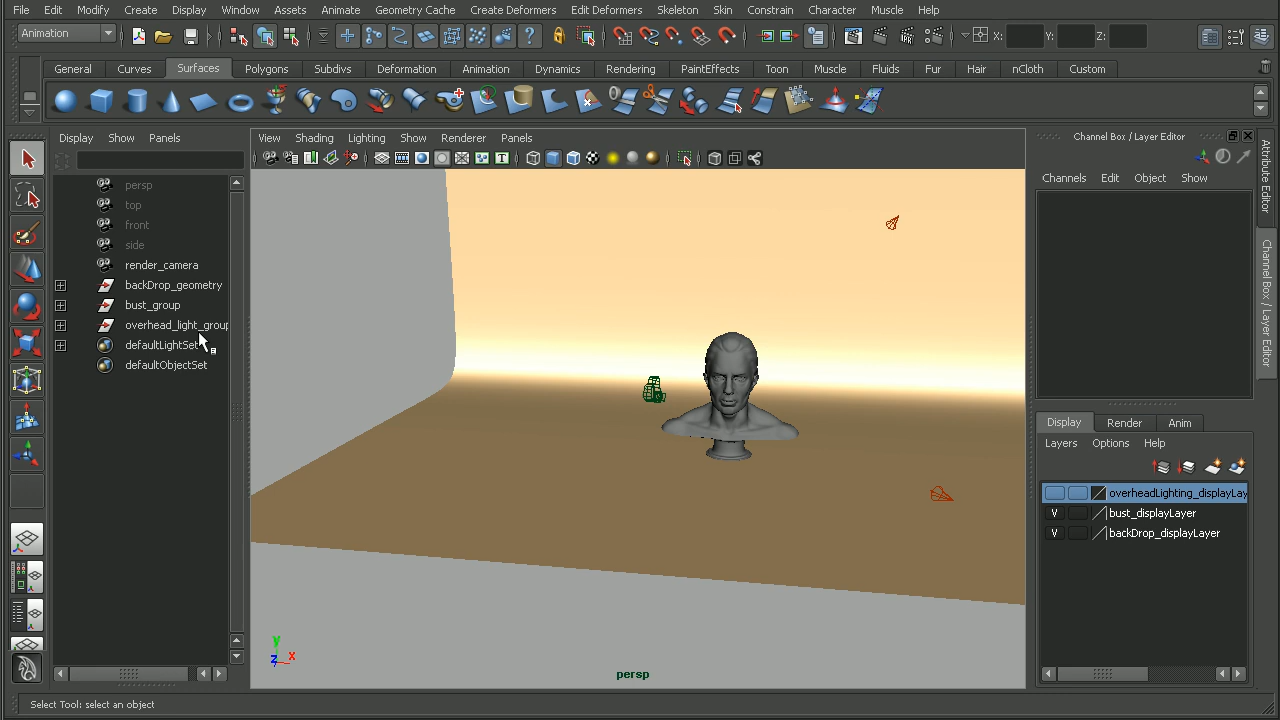 File Edit Modify Create Display Window Assets Animate Geometry Cache Create Deformers Edit Deformers Skeleton Skin Constrain Character Muscle Help
Animation X: Y: Z:
General Curves Surfaces Polygons Subdivs Deformation Animation Dynamics Rendering PaintEffects Toon Muscle Fluids Fur Hair nCloth Custom
Display Show Panels
View Shading Lighting Show Renderer Panels
Channel Box / Layer Editor
Channels Edit Object Show
persp
top
front
side
render_camera
backDrop_geometry
bust_group
overhead_light_group
defaultLightSet
defaultObjectSet
Attribute Editor
Channel Box / Layer Editor
Display Render Anim
Layers Options Help
overheadLighting_displayLay
V bust_displayLayer
V backDrop_displayLayer
y
z x
persp
Select Tool: select an object